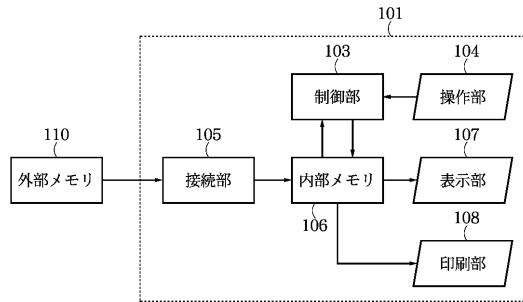 101
103
104
制御部
操作部
110
105
107
外部メモリ
接続部
内部メモリ
表示部
106
108
印刷部